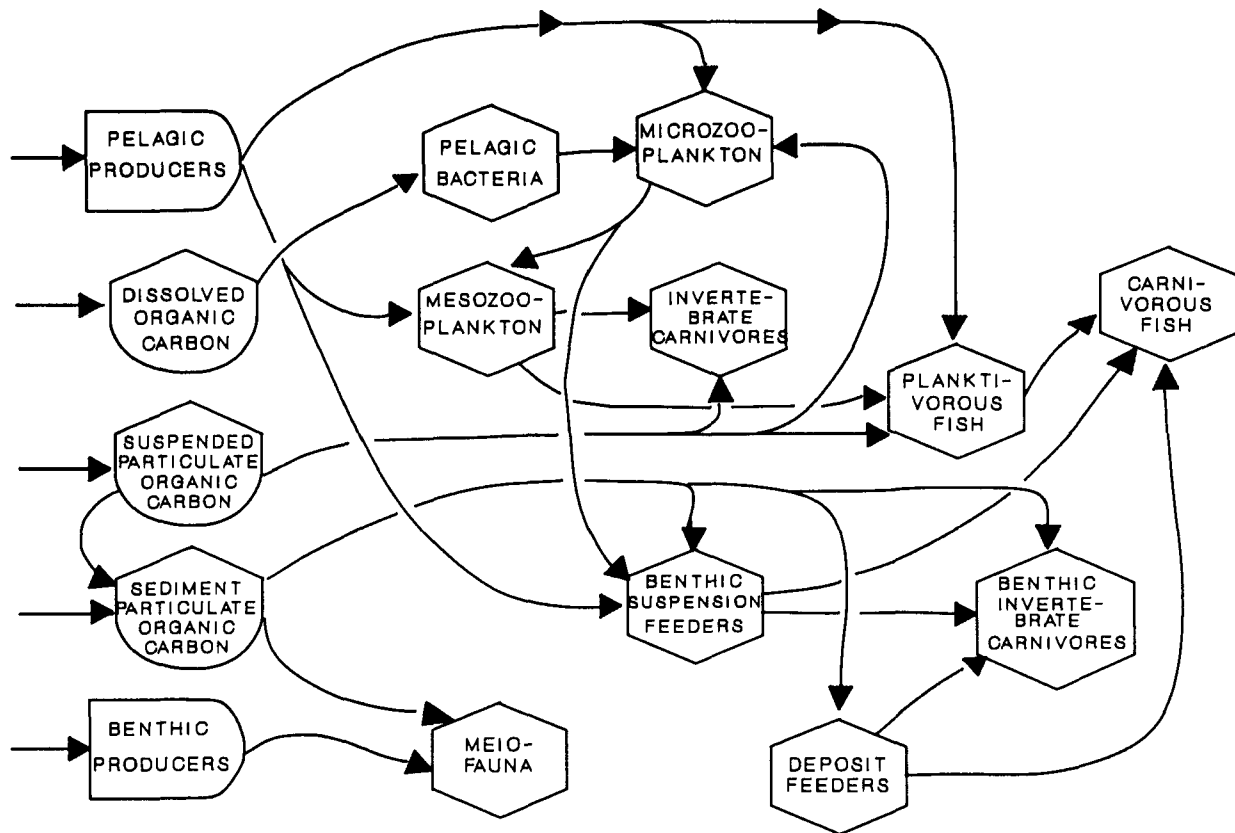 PELAGIC
PRODUCERS
PELAGIC
BACTERIA
MICROZOO-
PLANKTON
DISSOLVED
ORGANIC
CARBON
MESOZOO-
PLANKTON
INVERTE-
BRATE
CARNIVORES
CARNI-
VOROUS
FISH
PLANKTI-
VOROUS
FISH
SUSPENDED
PARTICULATE
ORGANIC
CARBON
SEDIMENT
PARTICULATE
ORGANIC
CARBON
BENTHIC
SUSPENSION
FEEDERS
BENTHIC
INVERTE-
BRATE
CARNIVORES
BENTHIC
PRODUCERS
MEIO-
FAUNA
DEPOSIT
FEEDERS